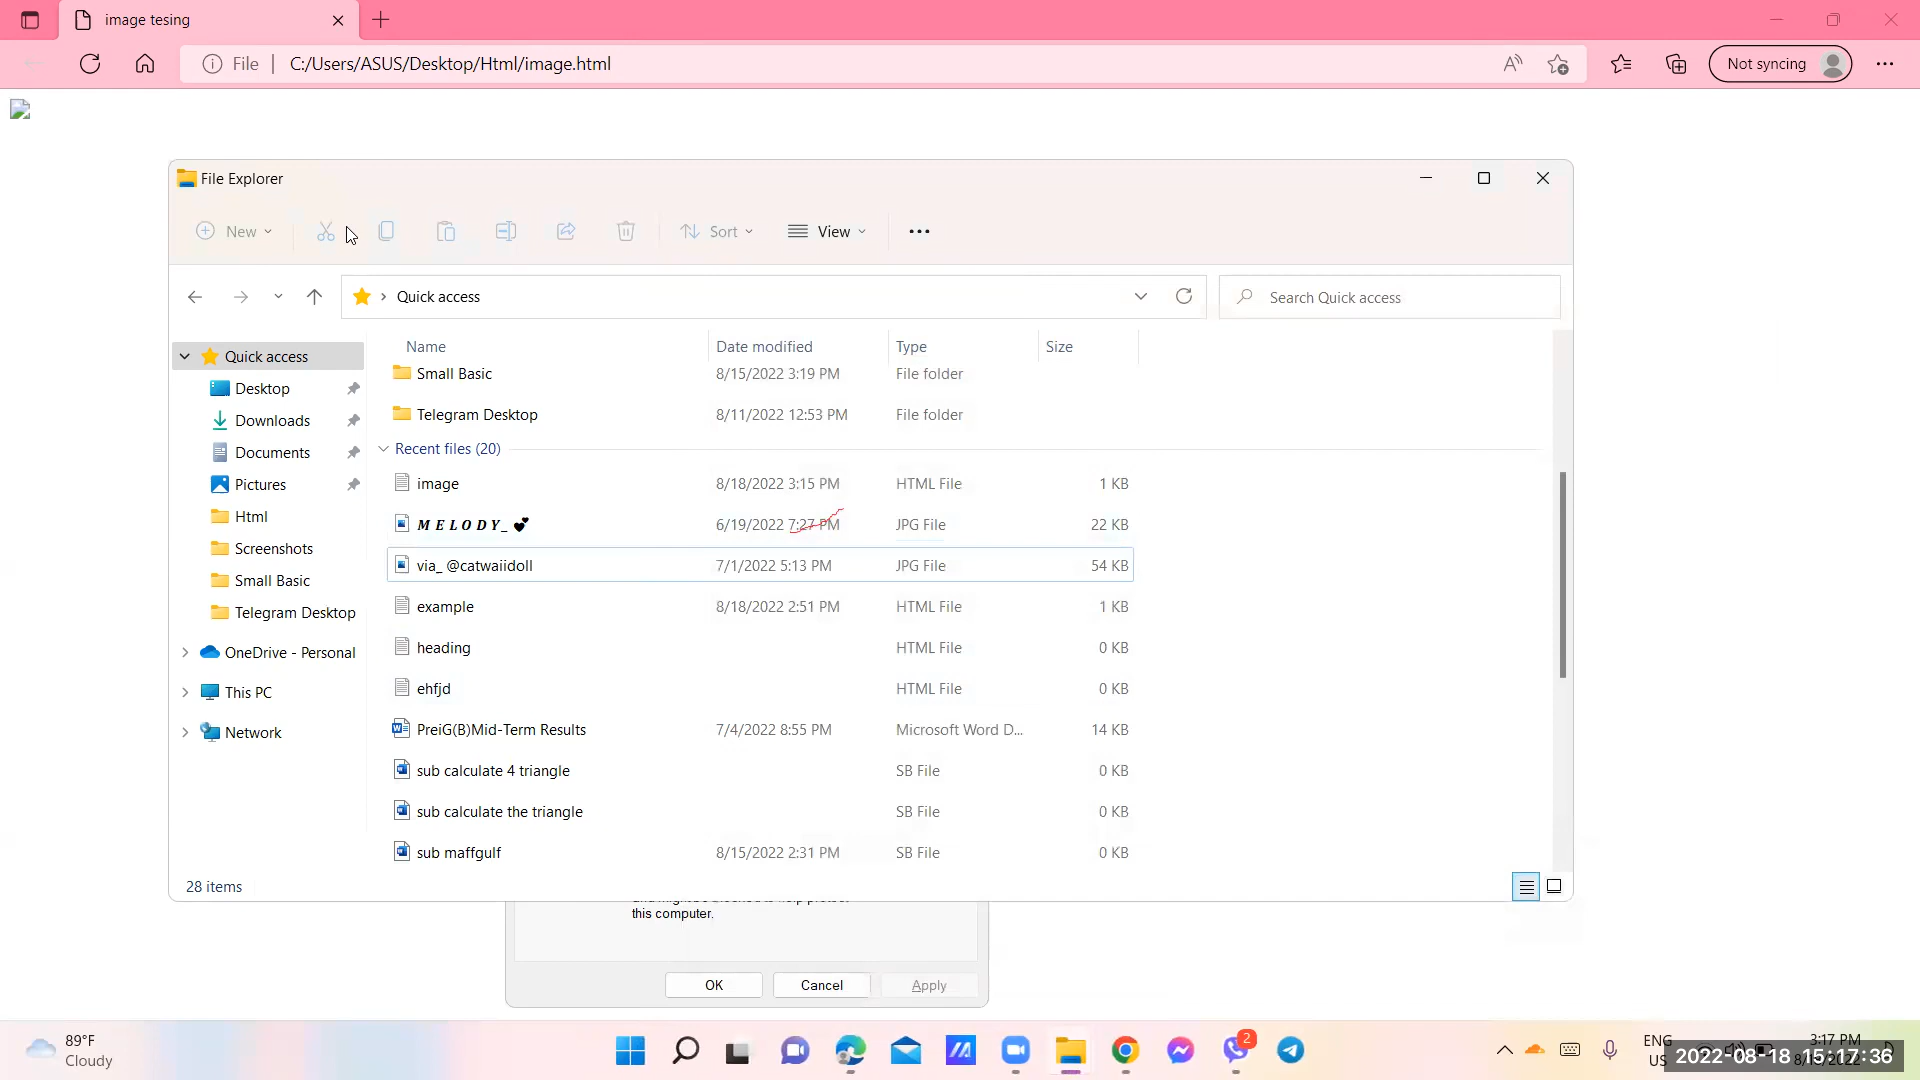 image tesing
File
C:/Users/ASUS/Desktop/Html/image.html
Not syncing
File Explorer
New
Sort
View
Quick access
Search Quick access
Name
Date modified
Type
Size
Quick access
Desktop
Downloads
Documents
Pictures
Html
Screenshots
Small Basic
Telegram Desktop
OneDrive - Personal
This PC
Network
Small Basic 8/15/2022 3:19 PM File folder
Telegram Desktop 8/11/2022 12:53 PM File folder
Recent files (20)
image 8/18/2022 3:15 PM HTML File 1 KB
𝑴 𝑬 𝑳 𝑶 𝑫 𝒀_ 💕 6/19/2022 7:27 PM JPG File 22 KB
via_ @catwaiidoll 7/1/2022 5:13 PM JPG File 54 KB
example 8/18/2022 2:51 PM HTML File 1 KB
heading HTML File 0 KB
ehfjd HTML File 0 KB
PreiG(B)Mid-Term Results 7/4/2022 8:55 PM Microsoft Word D... 14 KB
sub calculate 4 triangle SB File 0 KB
sub calculate the triangle SB File 0 KB
sub maffgulf 8/15/2022 2:31 PM SB File 0 KB
28 items
this computer.
OK
Cancel
Apply
89°F
Cloudy
2
ENG
US
3:17 PM
2022-08-18 15:17:36